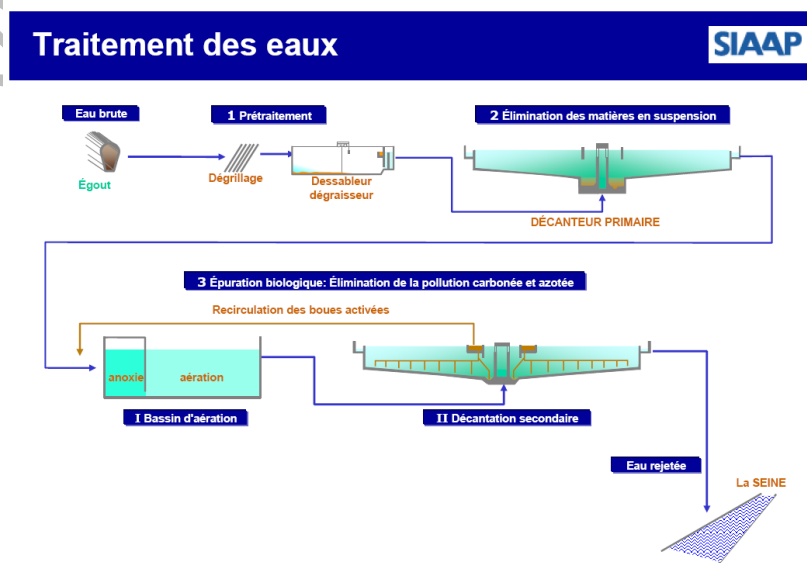 Traitement des eaux
SIAAP
Eau brute
1 Prétraitement
2 Élimination des matières en suspension
Égout
Dégrillage
Dessableur
dégraisseur
DÉCANTEUR PRIMAIRE
3 Épuration biologique: Élimination de la pollution carbonée et azotée
Recirculation des boues activées
anoxie
aération
I Bassin d'aération
II Décantation secondaire
Eau rejetée
La SEINE